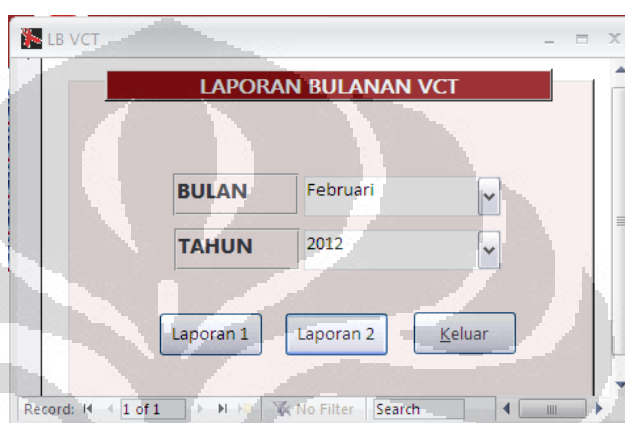 LB VCT
LAPORAN BULANAN VCT
BULAN Februari
TAHUN 2012
Laporan 1 Laporan 2 Keluar
Record: 1 of 1 No Filter Search